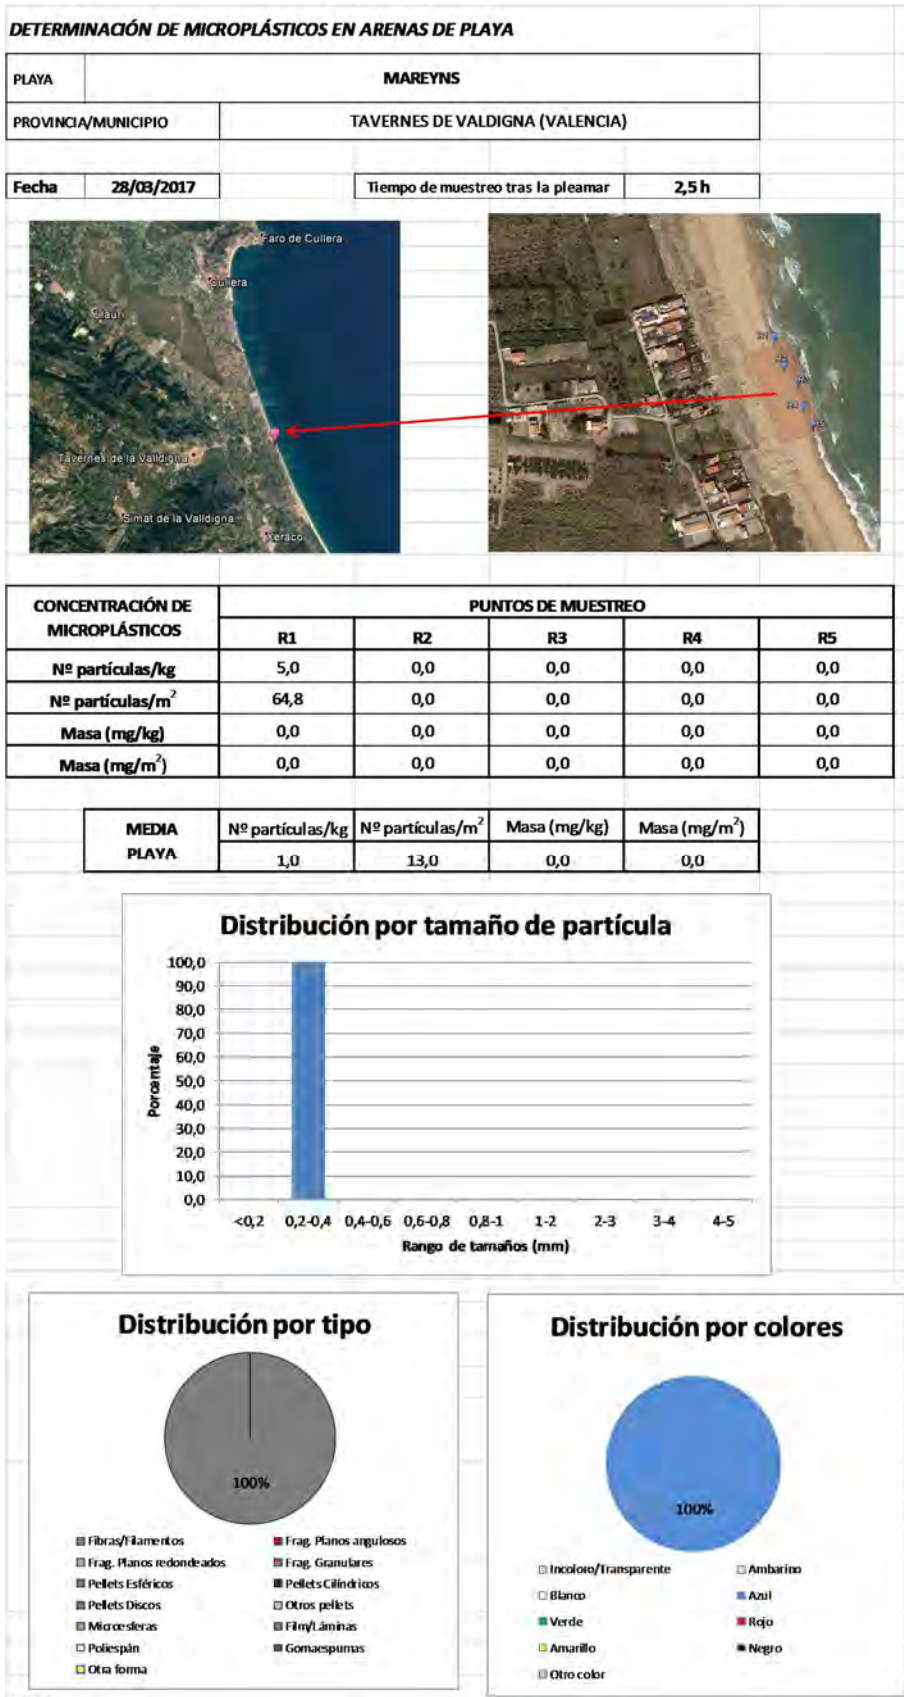 DETERMINACIÓN DE MICROPLÁSTICOS EN ARENAS DE PLAYA
PLAYA MAREYNS
PROVINCIA/MUNICIPIO TAVERNES DE VALDIGNA (VALENCIA)
Fecha 28/03/2017 Tiempo de muestreo tras la pleamar 2,5 h
Faro de Cullera
Cullera
Llaurí
Tavernes de la Valldigna
Simat de la Valldigna
Xeraco
R1
R2
R3
R4
R5
CONCENTRACIÓN DE MICROPLÁSTICOS PUNTOS DE MUESTREO
R1 R2 R3 R4 R5
Nº partículas/kg 5,0 0,0 0,0 0,0 0,0
Nº partículas/m² 64,8 0,0 0,0 0,0 0,0
Masa (mg/kg) 0,0 0,0 0,0 0,0 0,0
Masa (mg/m²) 0,0 0,0 0,0 0,0 0,0
MEDIA PLAYA Nº partículas/kg Nº partículas/m² Masa (mg/kg) Masa (mg/m²)
1,0 13,0 0,0 0,0
Distribución por tamaño de partícula
Porcentaje
100,0
90,0
80,0
70,0
60,0
50,0
40,0
30,0
20,0
10,0
0,0
<0,2 0,2-0,4 0,4-0,6 0,6-0,8 0,8-1 1-2 2-3 3-4 4-5
Rango de tamaños (mm)
Distribución por tipo
100%
Fibras/Filamentos Frag. Planos angulosos
Frag. Planos redondeados Frag. Granulares
Pellets Esféricos Pellets Cilíndricos
Pellets Discos Otros pellets
Microesferas Film/Láminas
Poliespán Gomaespumas
Otra forma
Distribución por colores
100%
Incoloro/Transparente Ambarino
Blanco Azul
Verde Rojo
Amarillo Negro
Otro color